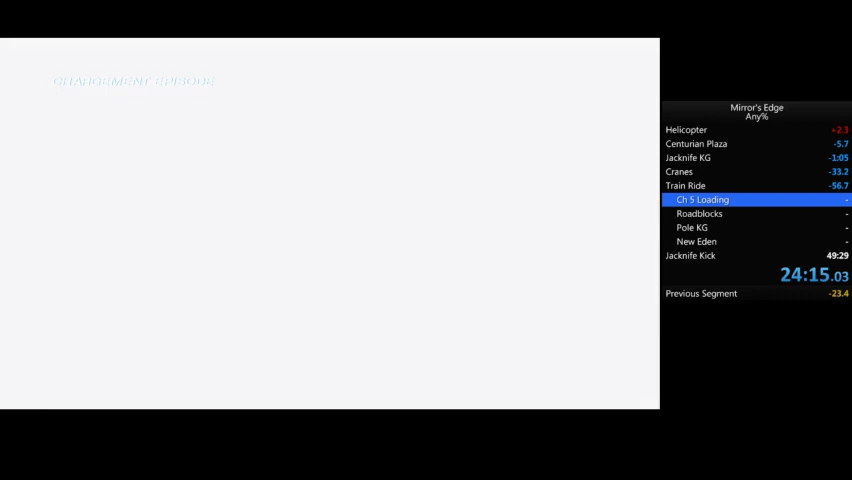 CHARGEMENT EPISODE
Mirror's Edge
Any%
Helicopter +2.3
Centurian Plaza -5.7
Jacknife KG -1:05
Cranes -33.2
Train Ride -56.7
Ch 5 Loading -
Roadblocks -
Pole KG -
New Eden -
Jacknife Kick 49:29
24:15.03
Previous Segment -23.4